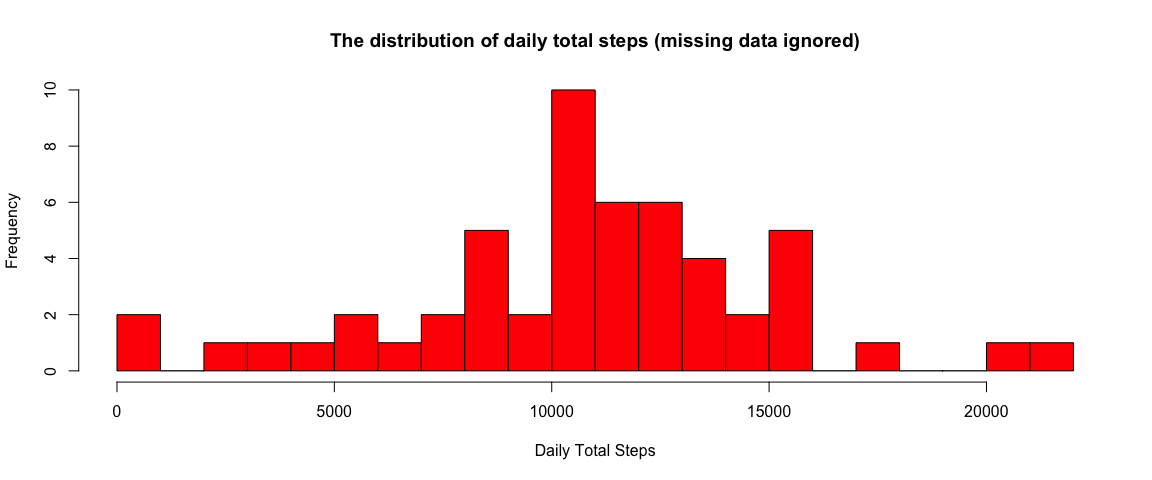 The distribution of daily total steps (missing data ignored)
10
8
6
4
2
0
Frequency
0 5000 10000 15000 20000
Daily Total Steps